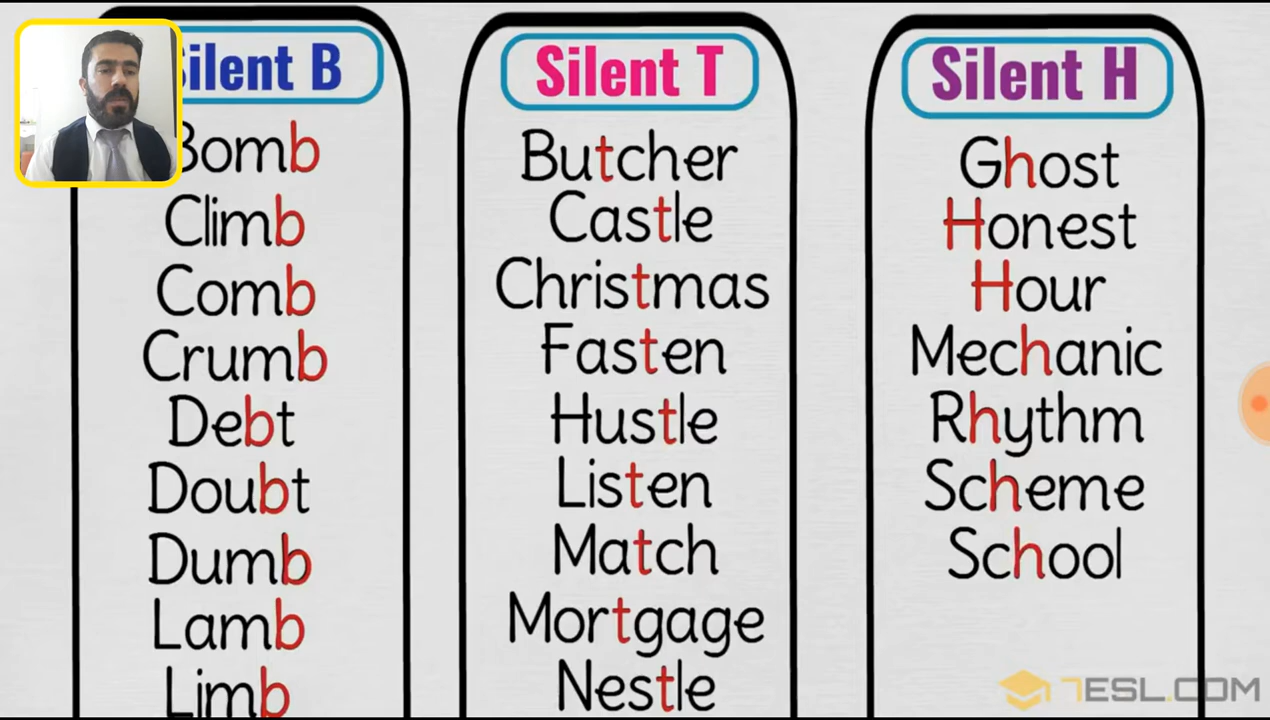 Silent B
Bomb
Climb
Comb
Crumb
Debt
Doubt
Dumb
Lamb
Limb
Silent T
Butcher
Castle
Christmas
Fasten
Hustle
Listen
Match
Mortgage
Nestle
Silent H
Ghost
Honest
Hour
Mechanic
Rhythm
Scheme
School
7ESL.COM